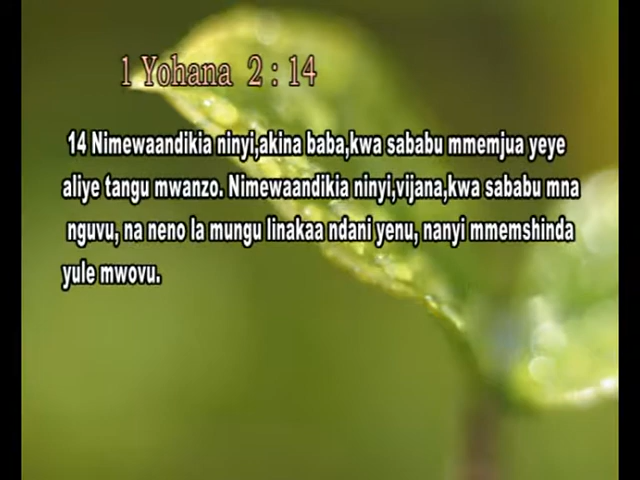 1 Yohana 2 : 14
14 Nimewaandikia ninyi,akina baba,kwa sababu mmemjua yeye
aliye tangu mwanzo. Nimewaandikia ninyi,vijana,kwa sababu mna
nguvu, na neno la mungu linakaa ndani yenu, nanyi mmemshinda
yule mwovu.